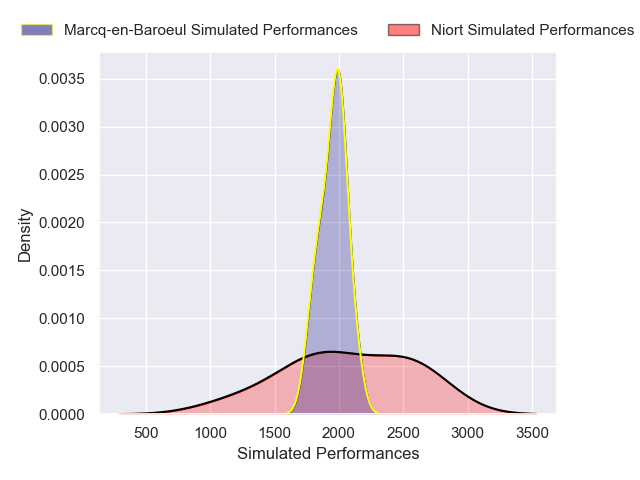 Marcq-en-Baroeul Simulated Performances
Niort Simulated Performances
0.0035
0.0030
0.0025
0.0020
0.0015
0.0010
0.0005
0.0000
Density
500 1000 1500 2000 2500 3000 3500
Simulated Performances